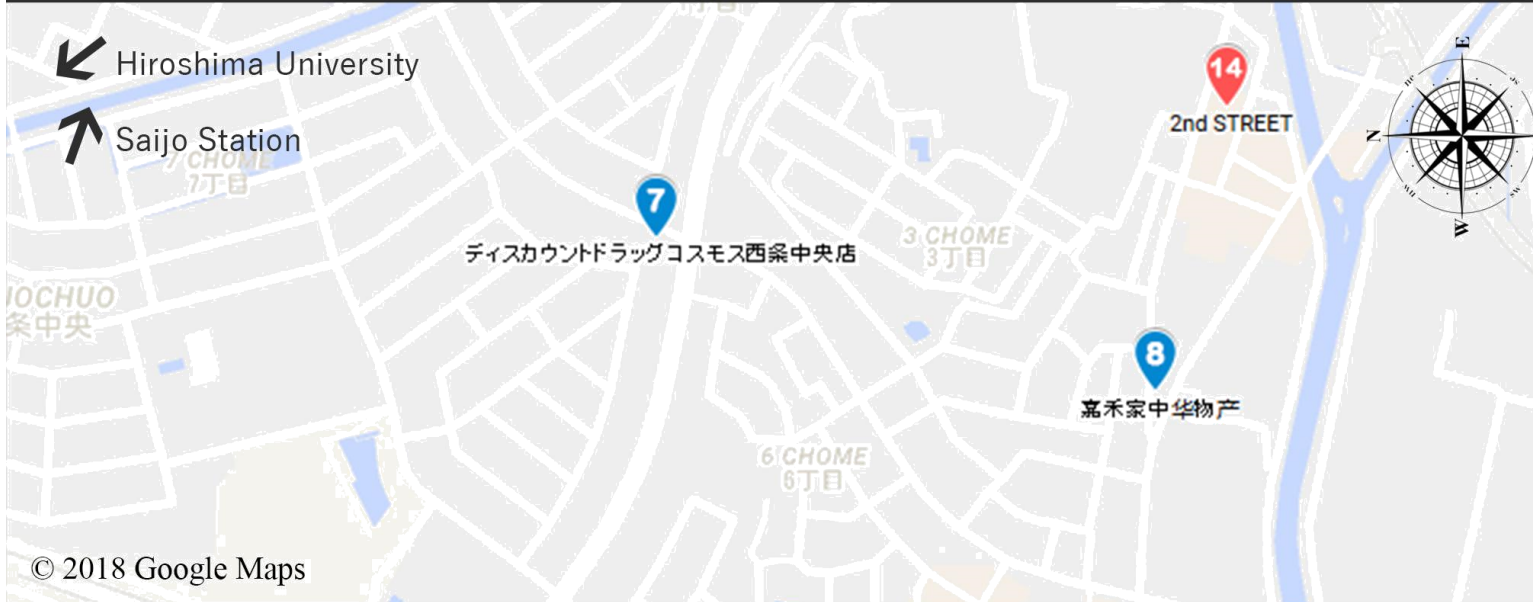 Hiroshima University
Saijo Station
7 CHOME
7丁目
14
2nd STREET
7
ディスカウントドラッグコスモス西条中央店
3 CHOME
3丁目
JOCHUO
条中央
8
嘉禾家中华物产
6 CHOME
6丁目
E
N
W
© 2018 Google Maps